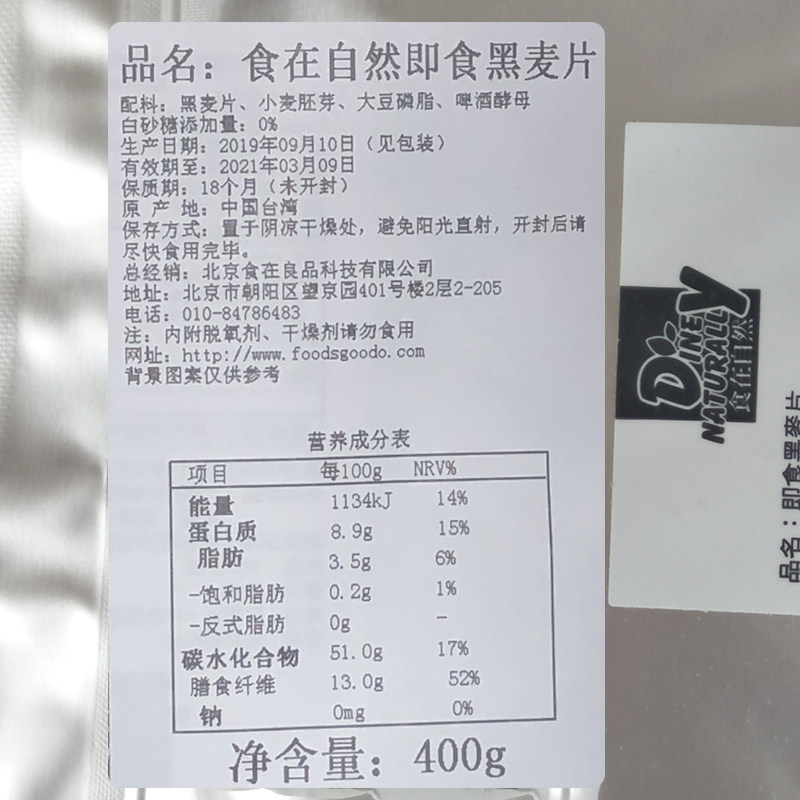 品名：食在自然即食黑麦片
配料：黑麦片、小麦胚芽、大豆磷脂、啤酒酵母
白砂糖添加量：0%
生产日期：2019年09月10日（见包装）
有效期至：2021年03月09日
保质期：18个月（未开封）
原 产 地：中国台湾
保存方式：置于阴凉干燥处，避免阳光直射，开封后请
尽快食用完毕。
总经销：北京食在良品科技有限公司
地址：北京市朝阳区望京园401号楼2层2-205
电话：010-84786483
注：内附脱氧剂、干燥剂请勿食用
网址：http://www.foodsgoodo.com
背景图案仅供参考
营养成分表
项目 每100g NRV%
能量 1134kJ 14%
蛋白质 8.9g 15%
脂肪 3.5g 6%
-饱和脂肪 0.2g 1%
-反式脂肪 0g -
碳水化合物 51.0g 17%
膳食纤维 13.0g 52%
钠 0mg 0%
净含量：400g
DINE
NATURALLY
食在自然
品名：即食黑麥片